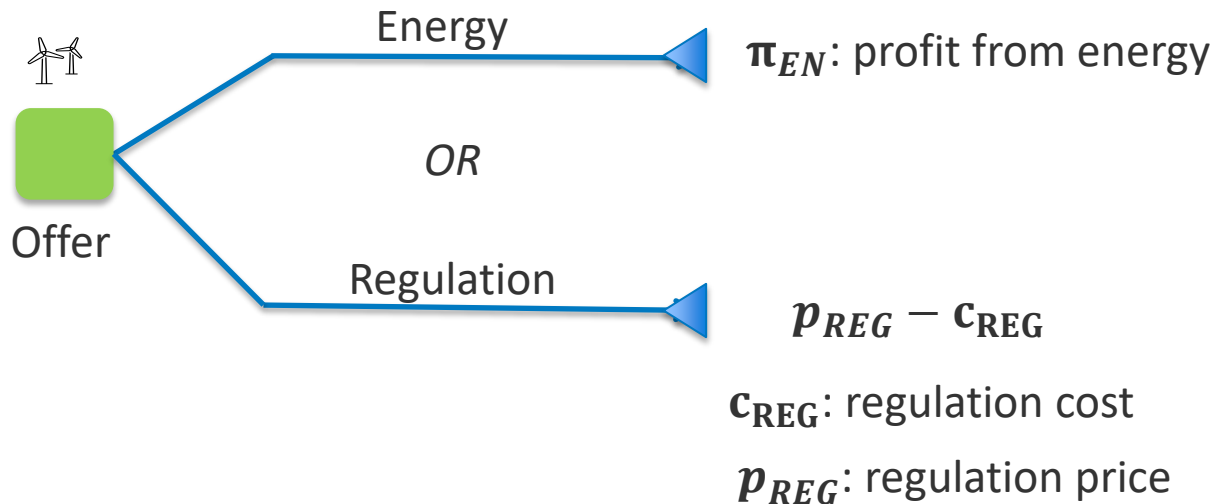 Energy
π_EN: profit from energy
OR
Offer
Regulation
p_REG − c_REG
c_REG: regulation cost
p_REG: regulation price